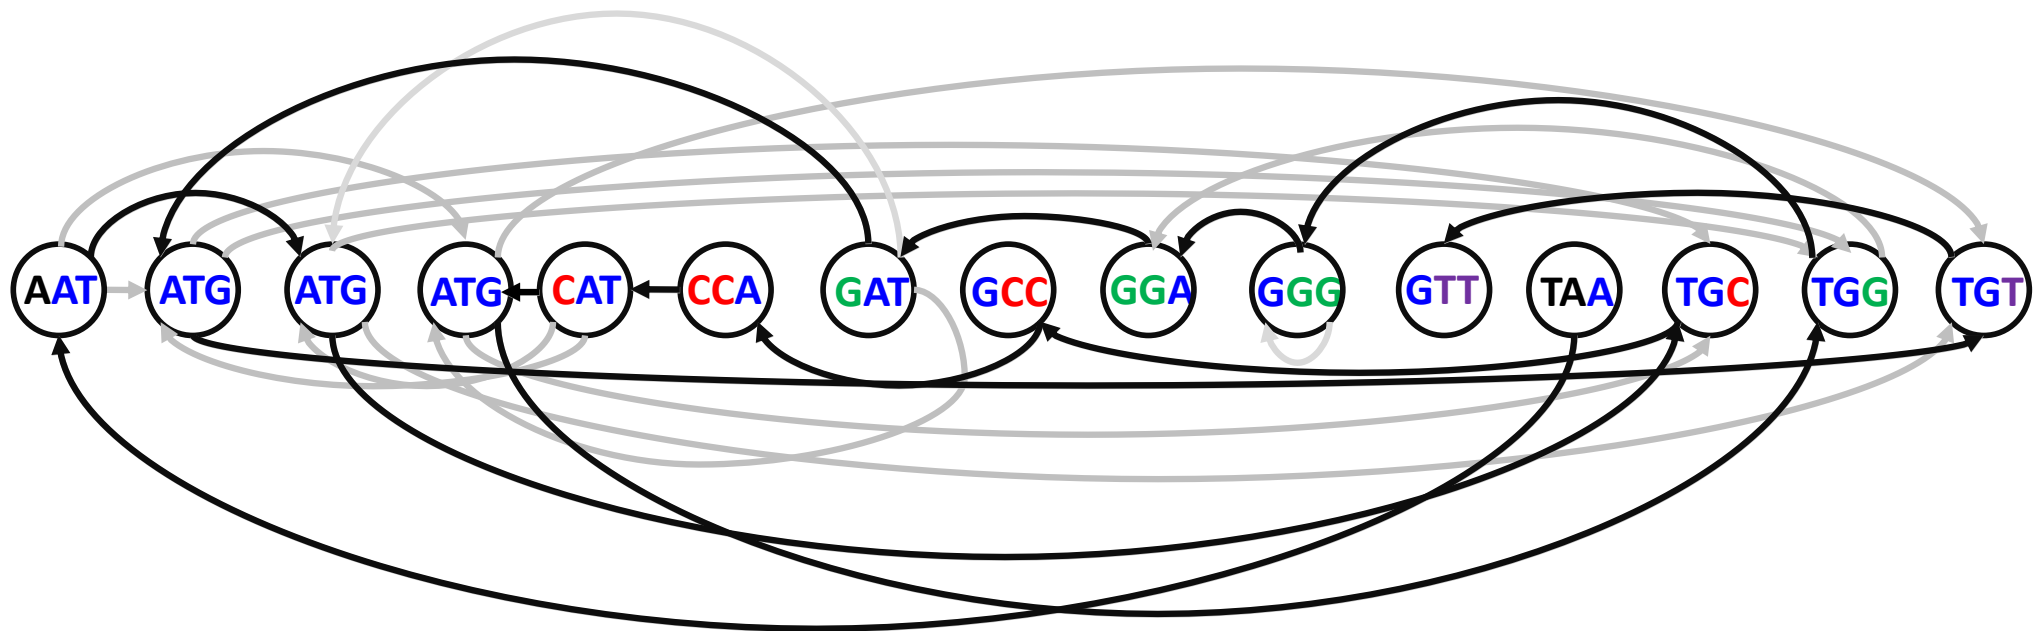 AAT ATG ATG ATG CAT CCA GAT GCC GGA GGG GTT TAA TGC TGG TGT